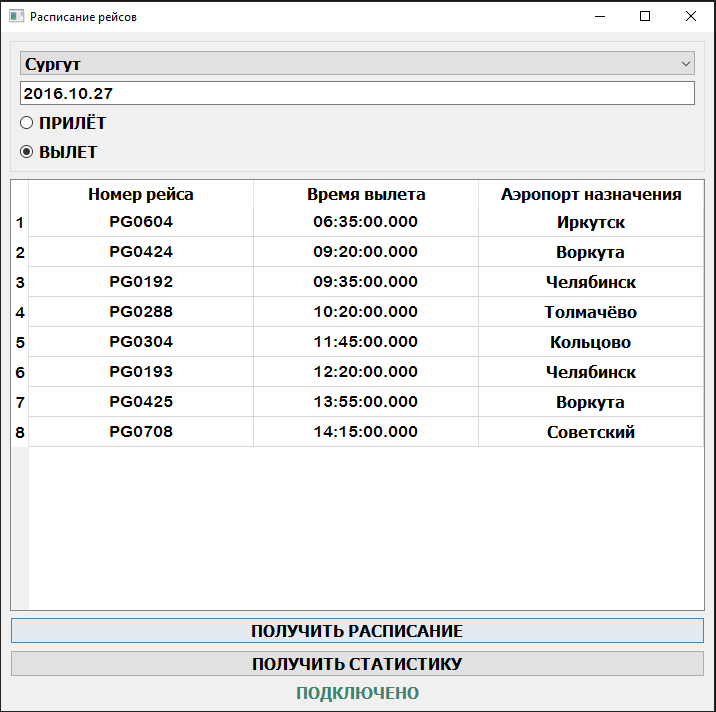 Расписание рейсов
Сургут
2016.10.27
ПРИЛЁТ
ВЫЛЕТ
Номер рейса Время вылета Аэропорт назначения
1 PG0604 06:35:00.000 Иркутск
2 PG0424 09:20:00.000 Воркута
3 PG0192 09:35:00.000 Челябинск
4 PG0288 10:20:00.000 Толмачёво
5 PG0304 11:45:00.000 Кольцово
6 PG0193 12:20:00.000 Челябинск
7 PG0425 13:55:00.000 Воркута
8 PG0708 14:15:00.000 Советский
ПОЛУЧИТЬ РАСПИСАНИЕ
ПОЛУЧИТЬ СТАТИСТИКУ
ПОДКЛЮЧЕНО